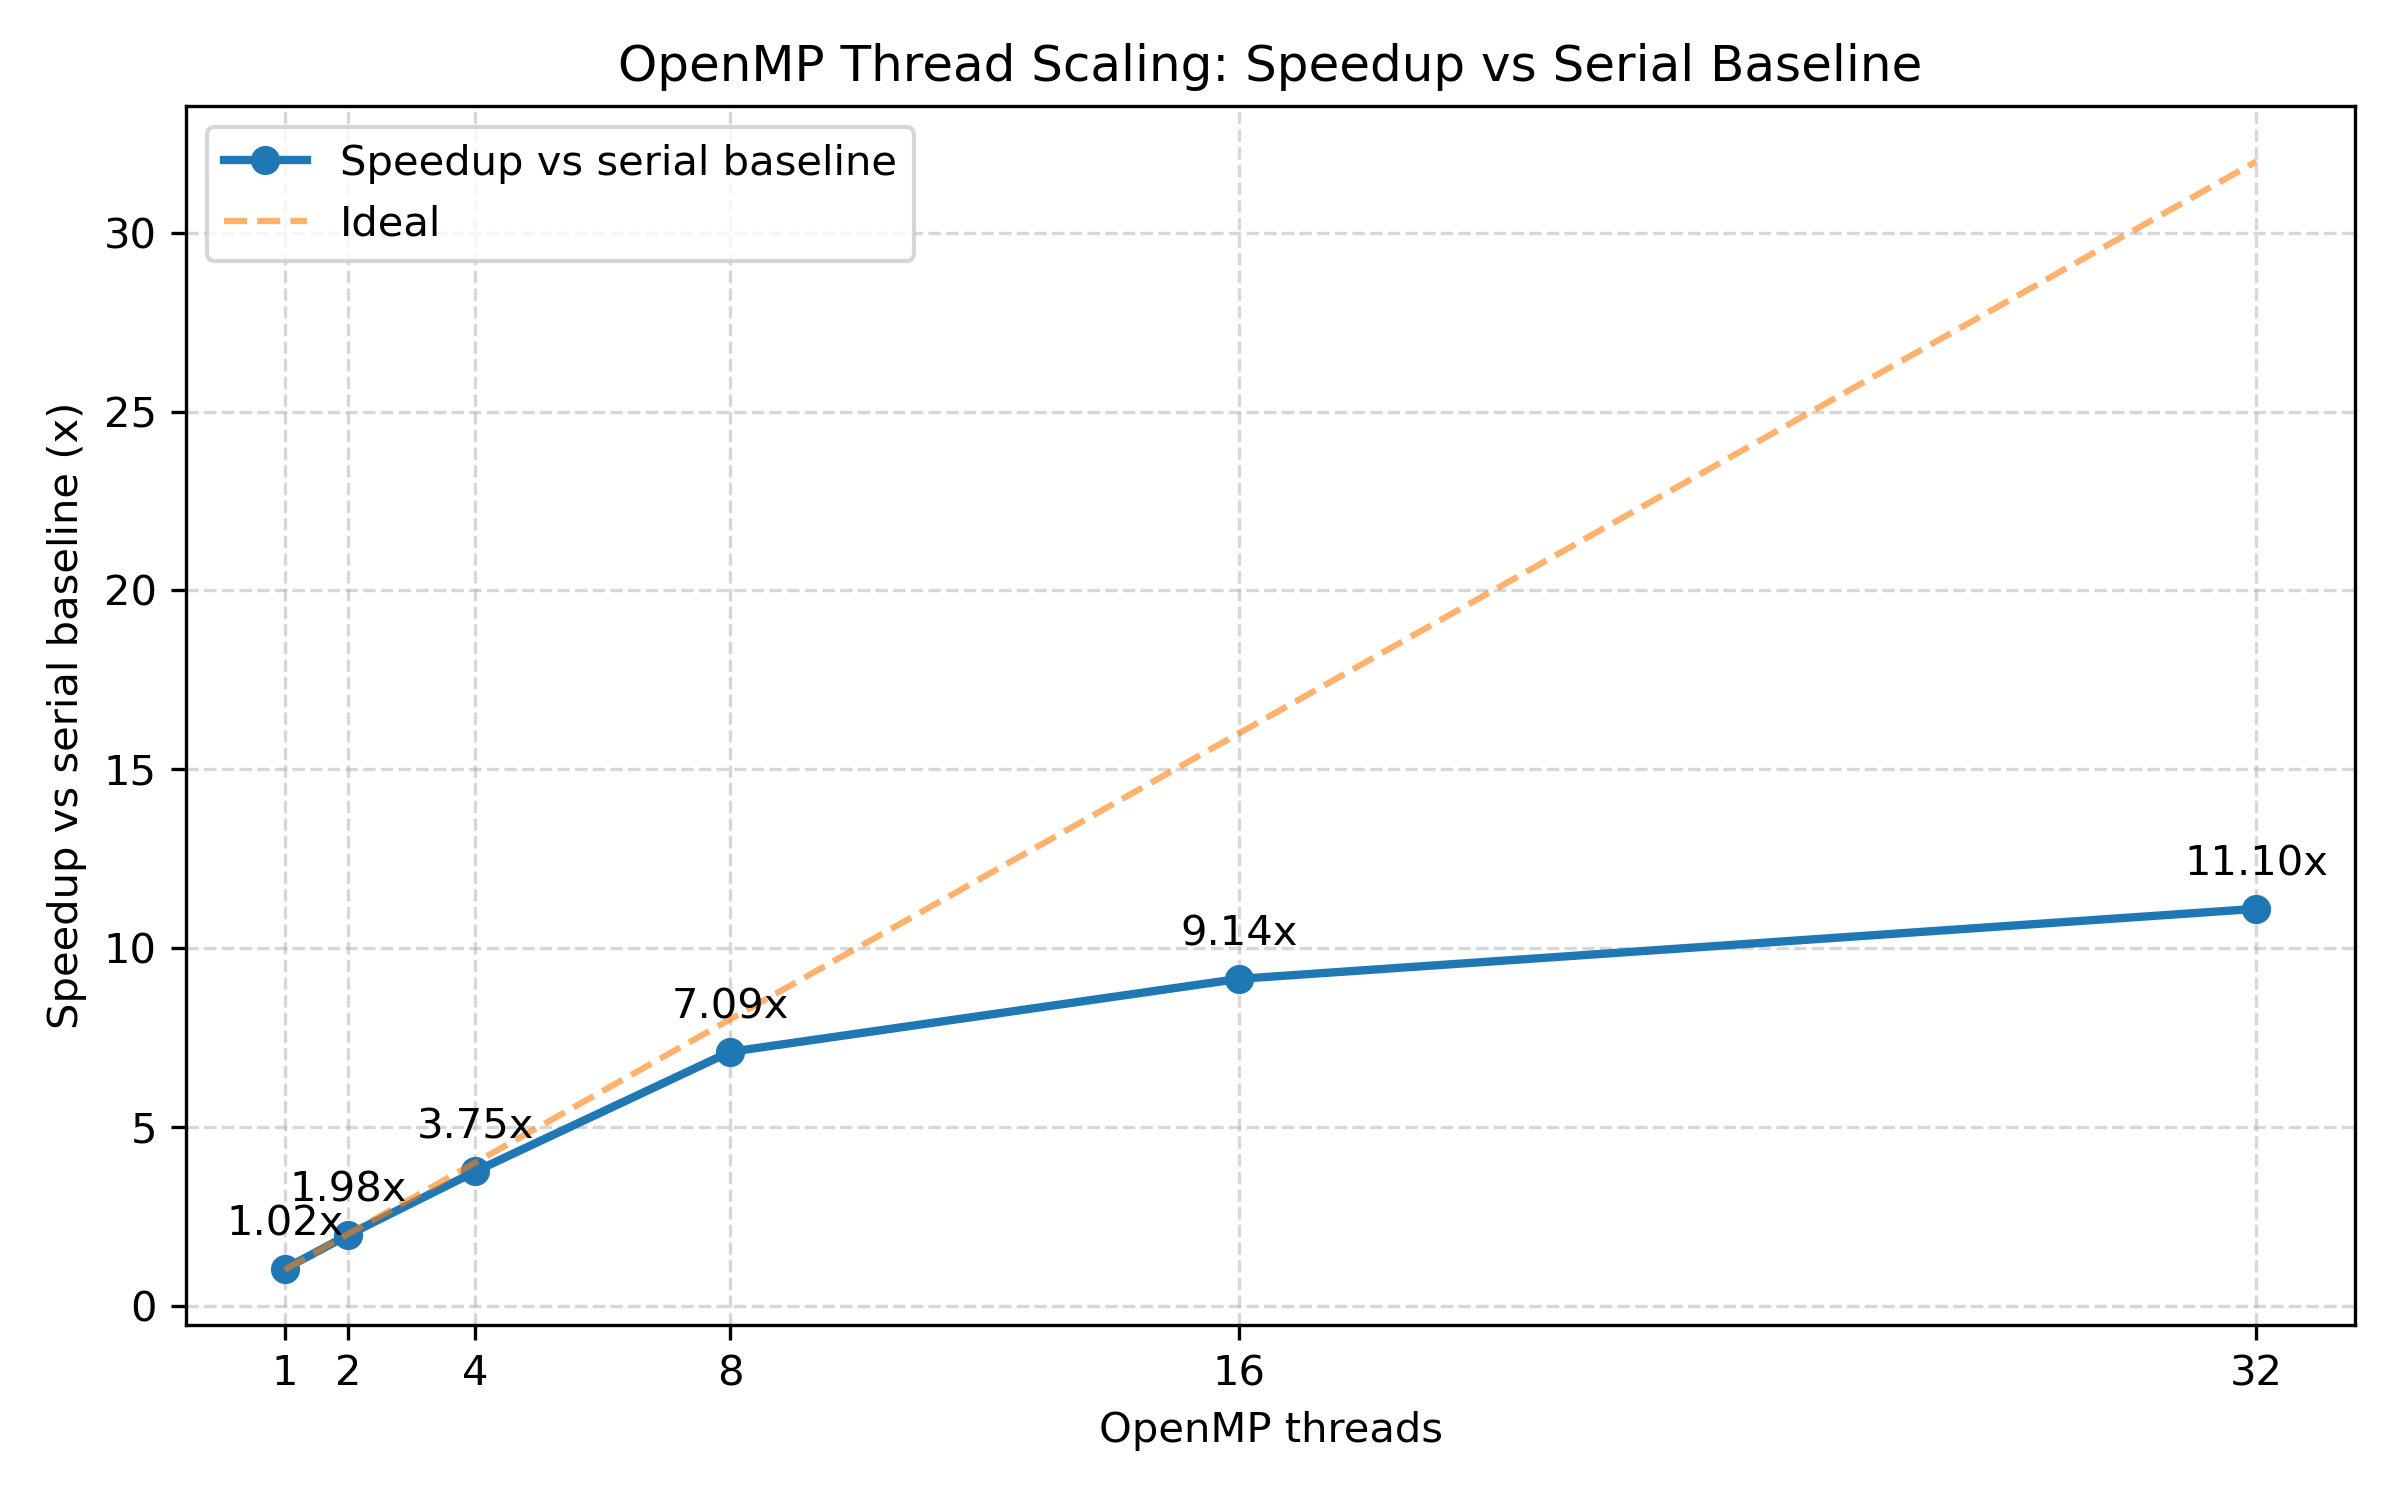 OpenMP Thread Scaling: Speedup vs Serial Baseline
Speedup vs serial baseline
Ideal
Speedup vs serial baseline (x)
30
25
20
15
10
5
0
1.02x
1.98x
3.75x
7.09x
9.14x
11.10x
1 2 4 8 16 32
OpenMP threads